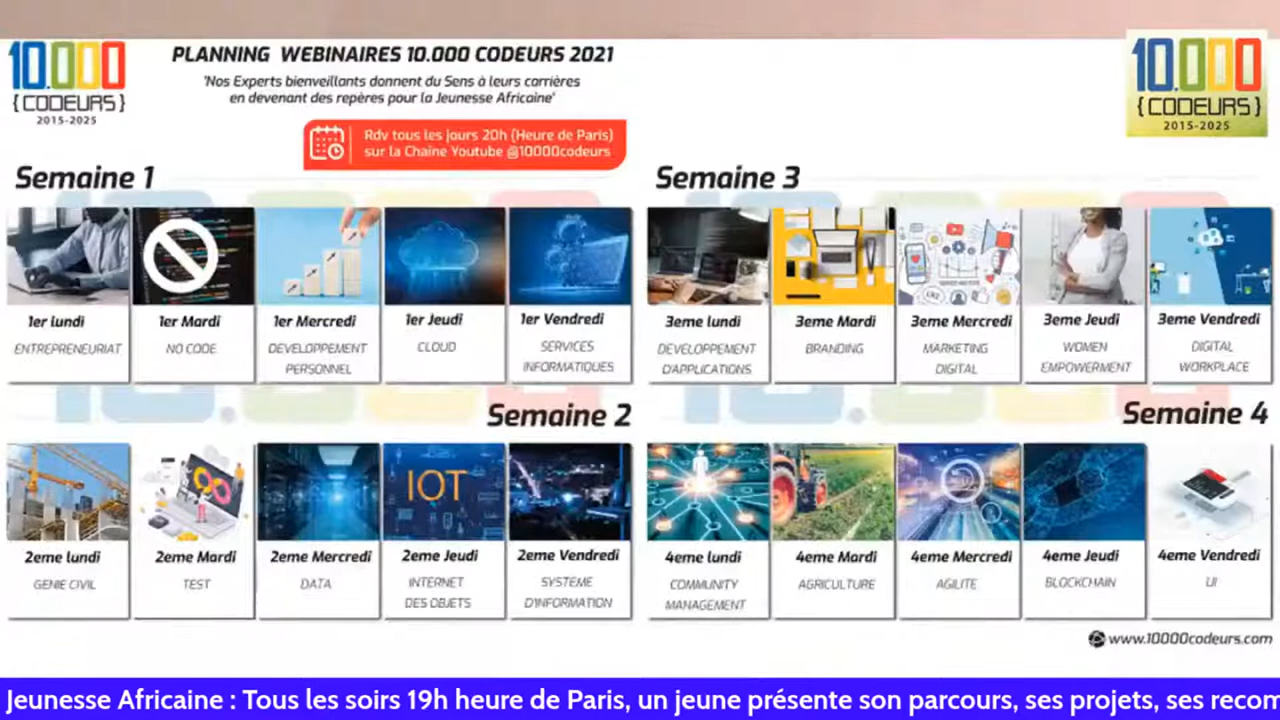 10.000
{CODEURS}
2015-2025
PLANNING WEBINAIRES 10.000 CODEURS 2021
'Nos Experts bienveillants donnent du Sens à leurs carrières
en devenant des repères pour la Jeunesse Africaine'
Rdv tous les jours 20h (Heure de Paris)
sur la Chaîne Youtube @10000codeurs
10.000
{CODEURS}
2015-2025
Semaine 1
1er lundi
ENTREPRENEURIAT
1er Mardi
NO CODE
1er Mercredi
DEVELOPPEMENT
PERSONNEL
1er Jeudi
CLOUD
1er Vendredi
SERVICES
INFORMATIQUES
Semaine 3
3eme lundi
DEVELOPPEMENT
D'APPLICATIONS
3eme Mardi
BRANDING
3eme Mercredi
MARKETING
DIGITAL
3eme Jeudi
WOMEN
EMPOWERMENT
3eme Vendredi
DIGITAL
WORKPLACE
Semaine 2
2eme lundi
GENIE CIVIL
2eme Mardi
TEST
2eme Mercredi
DATA
IOT
2eme Jeudi
INTERNET
DES OBJETS
2eme Vendredi
SYSTEME
D'INFORMATION
Semaine 4
4eme lundi
COMMUNITY
MANAGEMENT
4eme Mardi
AGRICULTURE
4eme Mercredi
AGILITE
4eme Jeudi
BLOCKCHAIN
4eme Vendredi
UI
www.10000codeurs.com
Jeunesse Africaine : Tous les soirs 19h heure de Paris, un jeune présente son parcours, ses projets, ses recom